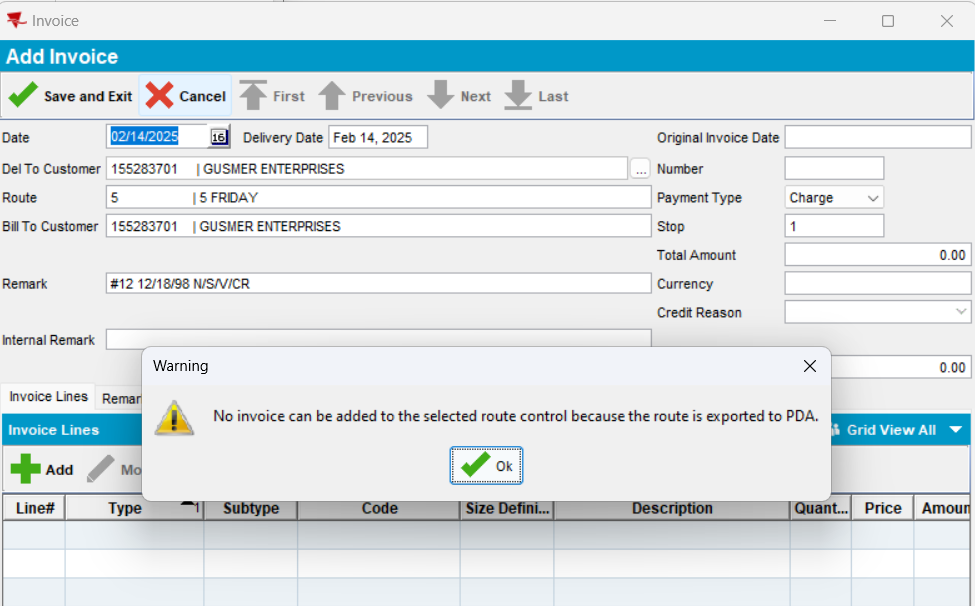 Invoice
Add Invoice
Save and Exit Cancel First Previous Next Last
Date 02/14/2025 16 Delivery Date Feb 14, 2025 Original Invoice Date
Del To Customer 155283701 | GUSMER ENTERPRISES ... Number
Route 5 | 5 FRIDAY Payment Type Charge
Bill To Customer 155283701 | GUSMER ENTERPRISES Stop 1
Total Amount 0.00
Remark #12 12/18/98 N/S/V/CR Currency
Credit Reason
Internal Remark
Warning
0.00
Invoice Lines Remar
No invoice can be added to the selected route control because the route is exported to PDA.
Invoice Lines Grid View All
Add Mo
Ok
Line# Type 1 Subtype Code Size Defini... Description Quant... Price Amoun